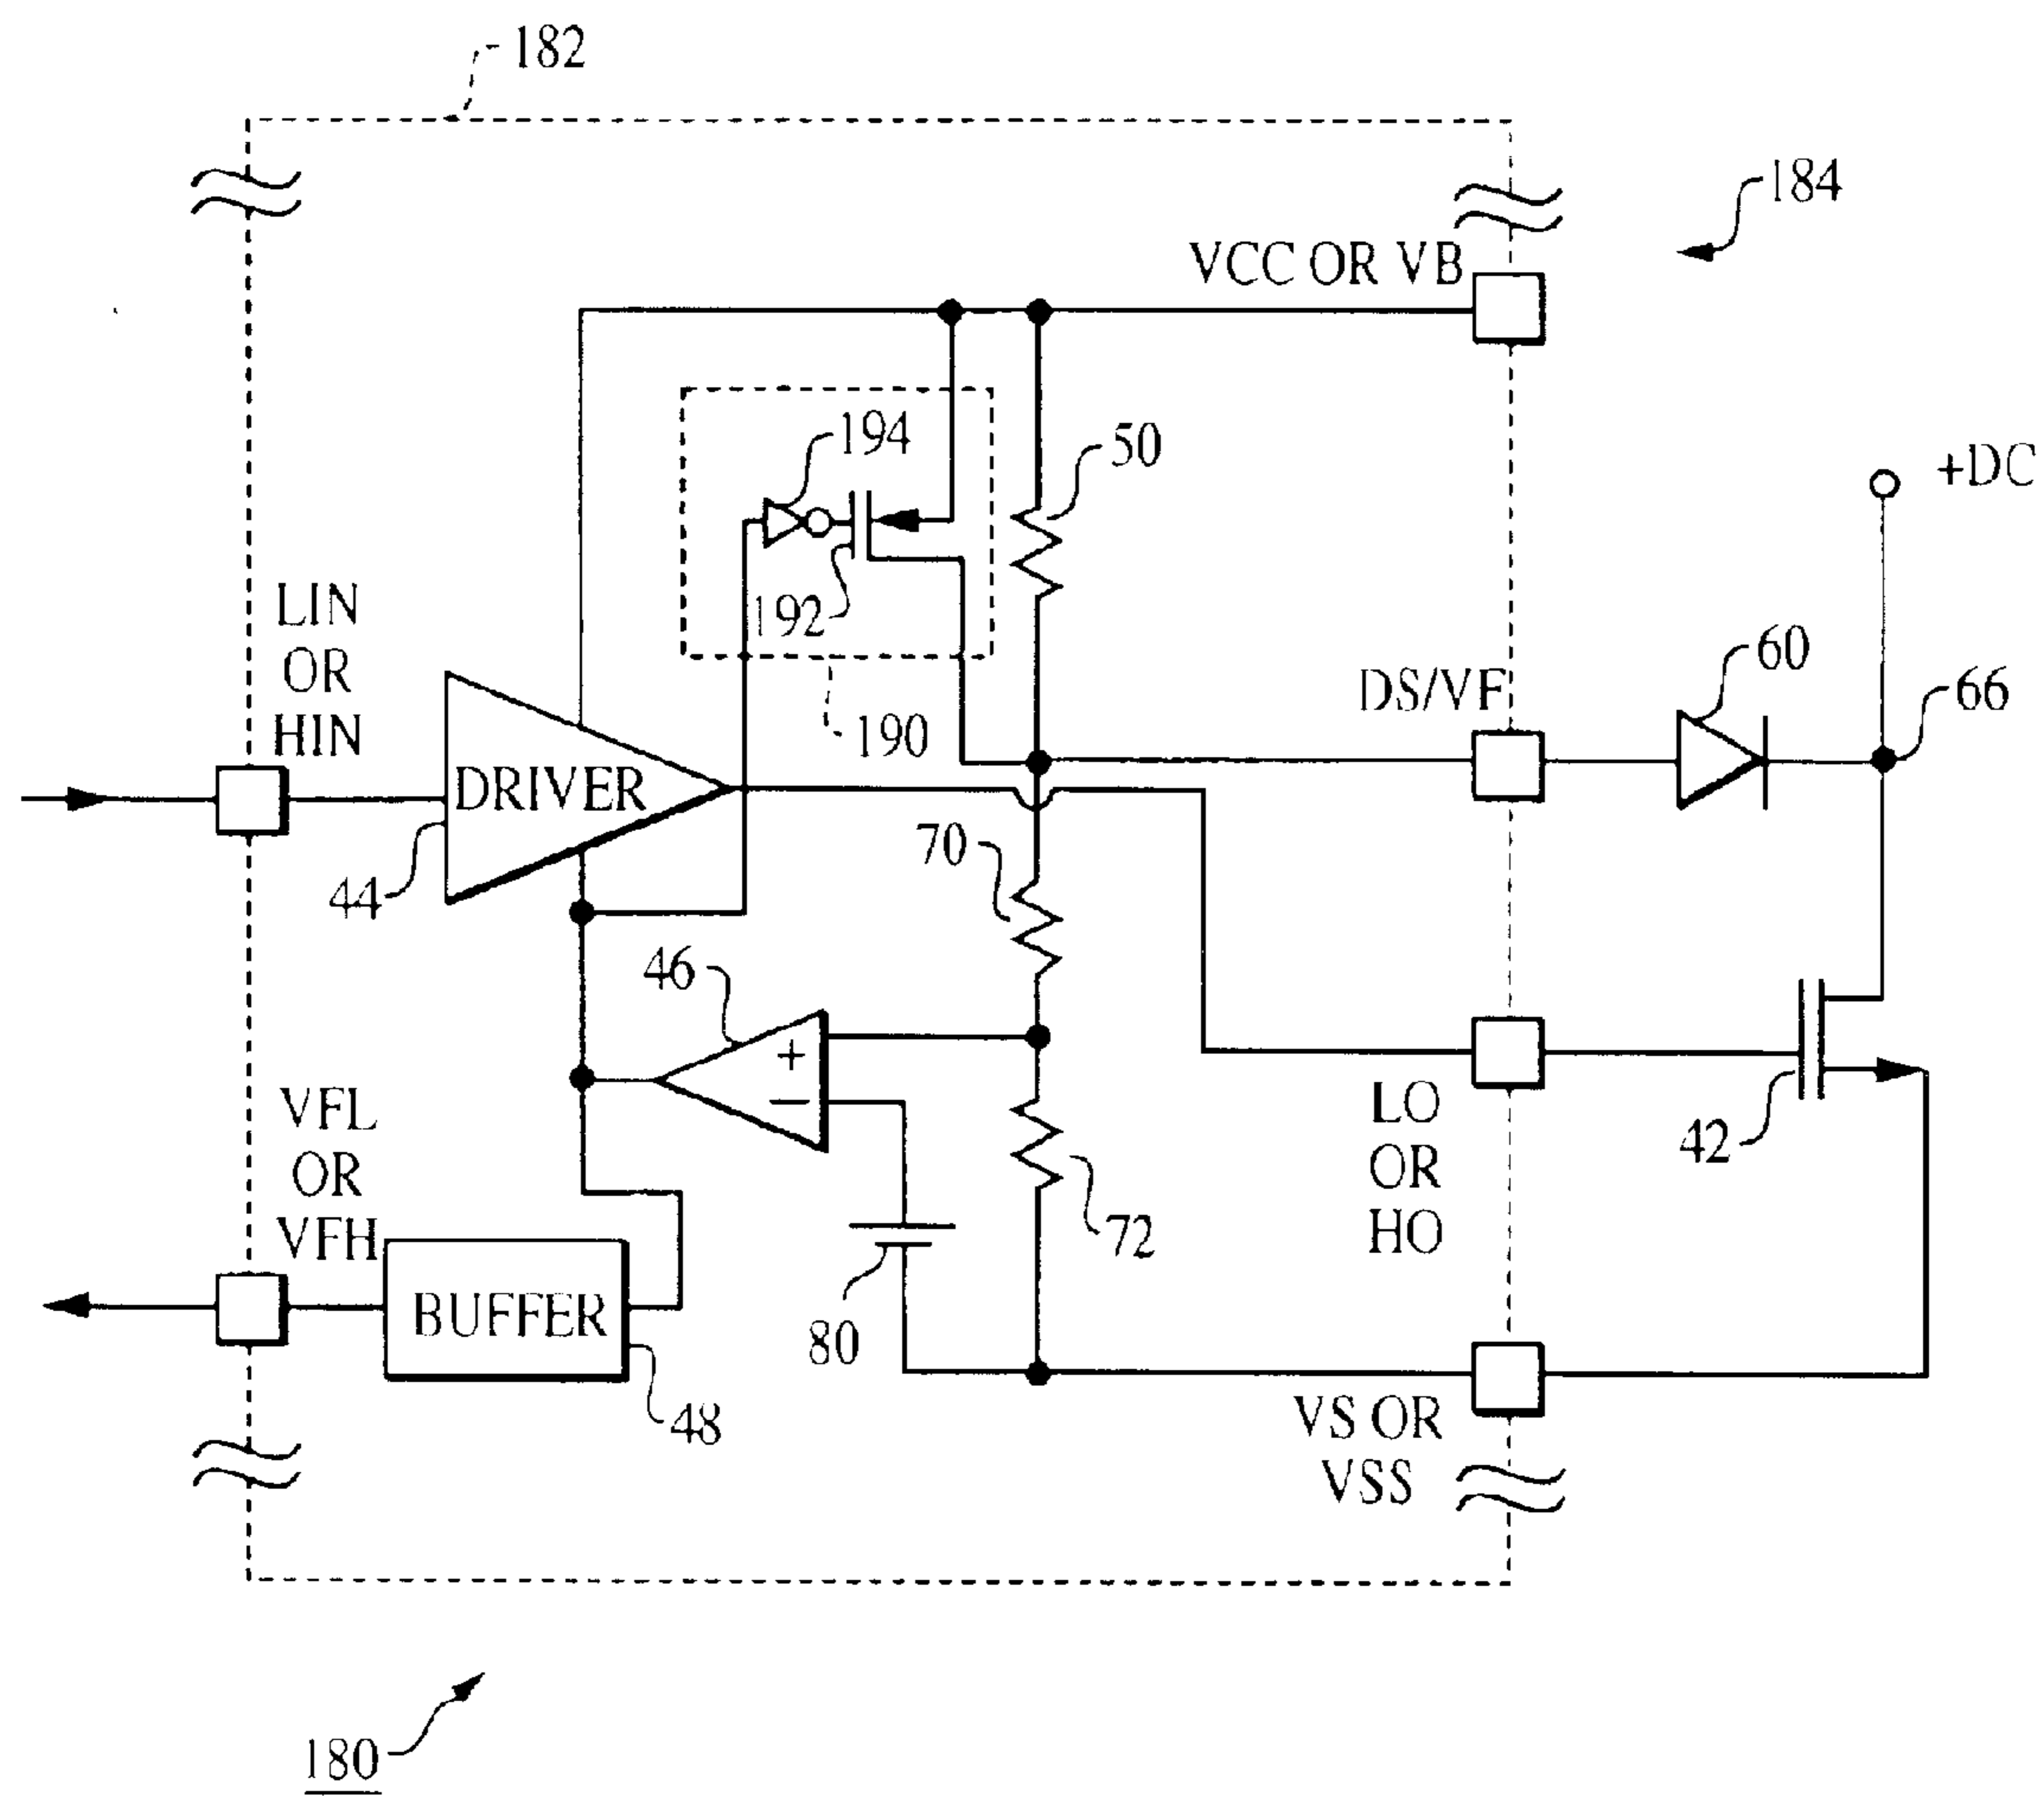 182
184
VCC OR VB
194
50
+DC
192
LIN
OR
HIN
60
DS/VF
66
190
DRIVER
70
44
46
+
−
VFL
OR
VFH
LO
OR
HO
42
72
BUFFER
80
48
VS OR
VSS
180